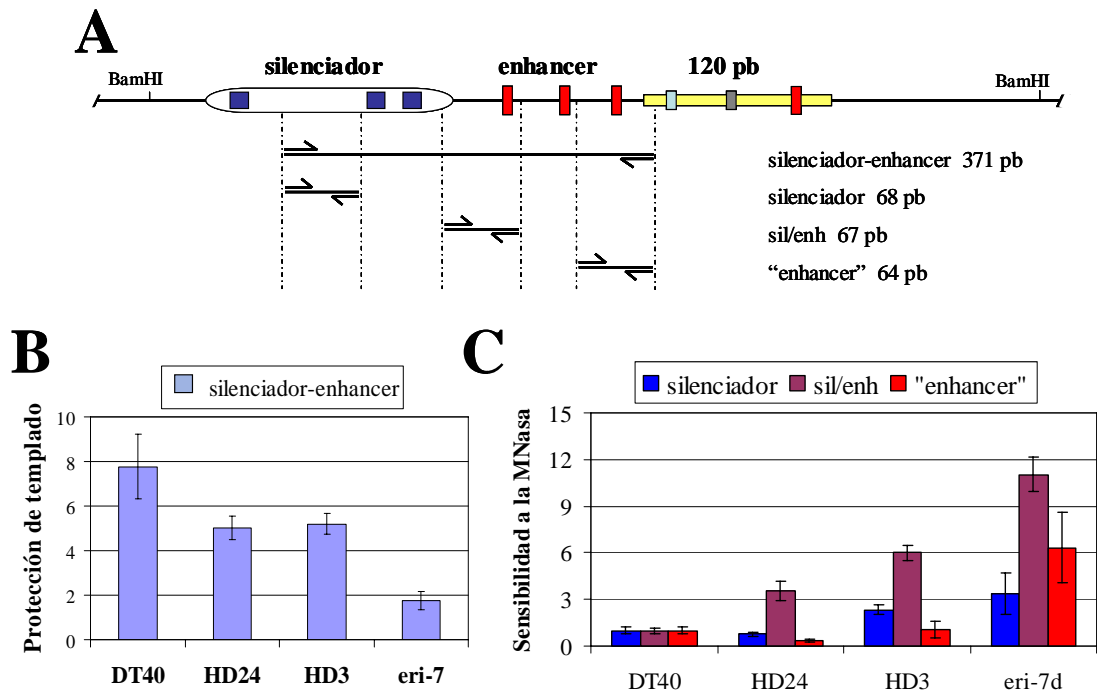 A
silenciador enhancer 120 pb
BamHI BamHI
silenciador-enhancer 371 pb
silenciador 68 pb
sil/enh 67 pb
“enhancer” 64 pb
B
silenciador-enhancer
Protección de templado
10
8
6
4
2
0
DT40 HD24 HD3 eri-7
C
silenciador sil/enh "enhancer"
Sensibilidad a la MNasa
15
12
9
6
3
0
DT40 HD24 HD3 eri-7d